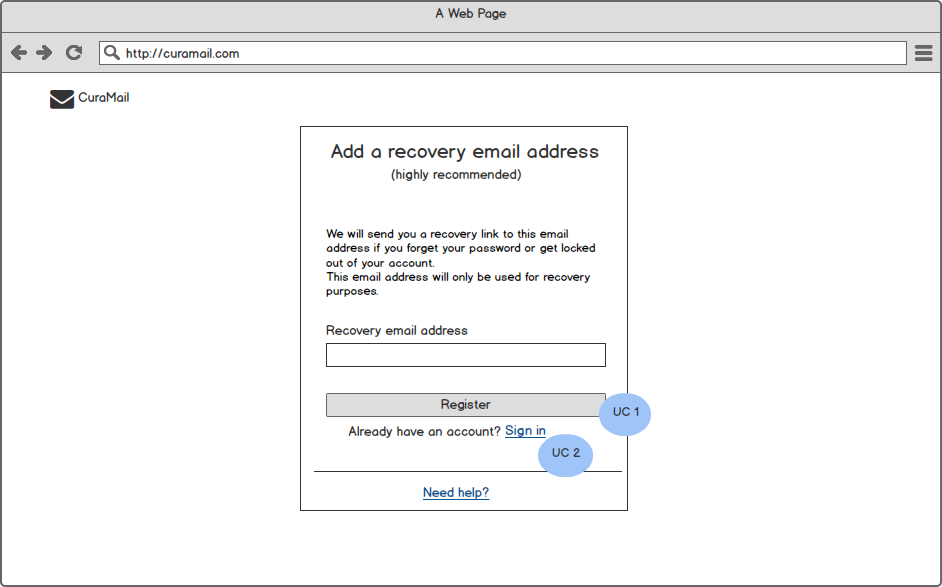 A Web Page
http://curamail.com
CuraMail
Add a recovery email address
(highly recommended)
We will send you a recovery link to this email
address if you forget your password or get locked
out of your account.
This email address will only be used for recovery
purposes.
Recovery email address
Register
UC 1
Already have an account? Sign in
UC 2
Need help?